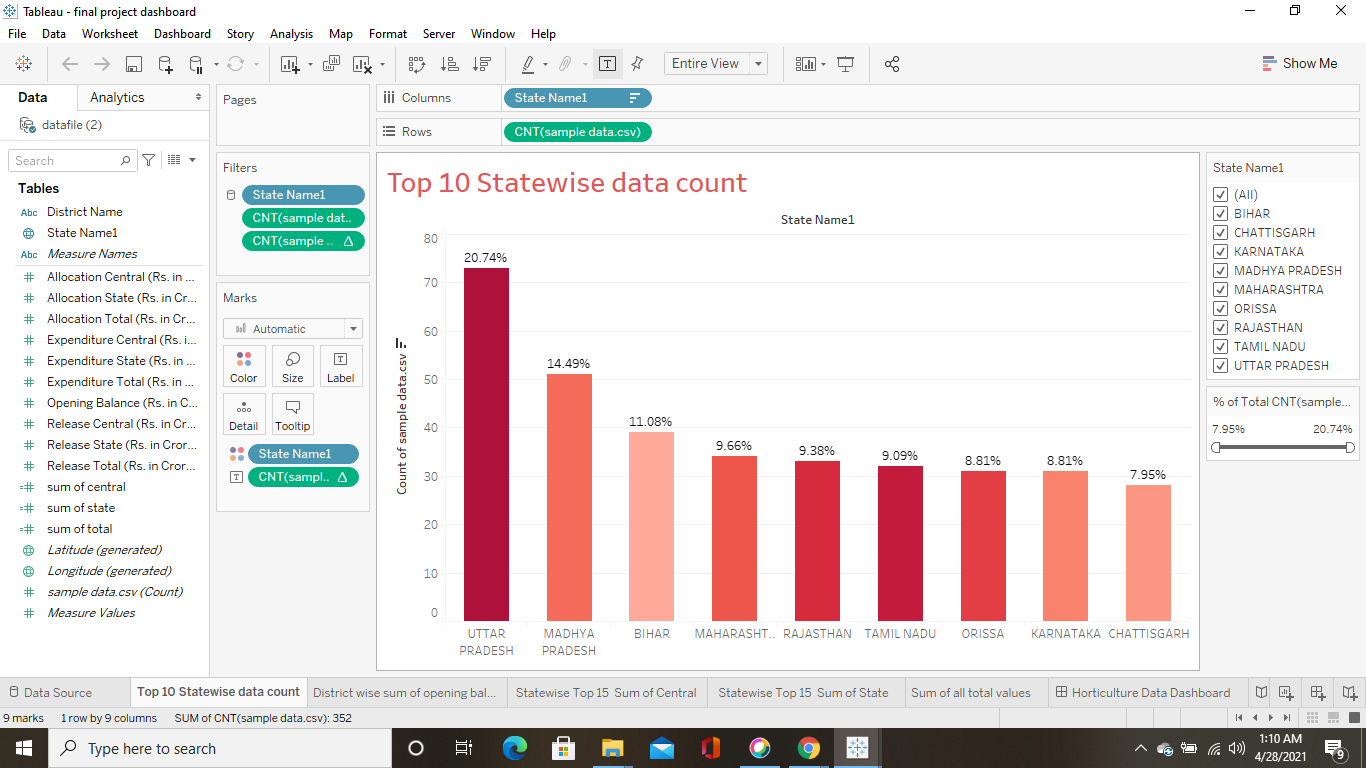 Tableau - final project dashboard
File Data Worksheet Dashboard Story Analysis Map Format Server Window Help
Entire View
Show Me
Data Analytics
datafile (2)
Search
Tables
Abc District Name
State Name1
Abc Measure Names
Allocation Central (Rs. in ...
Allocation State (Rs. in Cr...
Allocation Total (Rs. in Cr...
Expenditure Central (Rs. i...
Expenditure State (Rs. in ...
Expenditure Total (Rs. in ...
Opening Balance (Rs. in C...
Release Central (Rs. in Cr...
Release State (Rs. in Cror...
Release Total (Rs. in Cror...
sum of central
sum of state
sum of total
Latitude (generated)
Longitude (generated)
sample data.csv (Count)
Measure Values
Pages
Filters
State Name1
CNT(sample dat..
CNT(sample ..
Marks
Automatic
Color Size Label
Detail Tooltip
State Name1
CNT(sampl..
Columns State Name1
Rows CNT(sample data.csv)
Top 10 Statewise data count
State Name1
Count of sample data.csv
80
70
60
50
40
30
20
10
0
20.74%
14.49%
11.08%
9.66%
9.38%
9.09%
8.81%
8.81%
7.95%
UTTAR PRADESH
MADHYA PRADESH
BIHAR
MAHARASHT..
RAJASTHAN
TAMIL NADU
ORISSA
KARNATAKA
CHATTISGARH
State Name1
(All)
BIHAR
CHATTISGARH
KARNATAKA
MADHYA PRADESH
MAHARASHTRA
ORISSA
RAJASTHAN
TAMIL NADU
UTTAR PRADESH
% of Total CNT(sample...
7.95% 20.74%
Data Source Top 10 Statewise data count District wise sum of opening bal... Statewise Top 15 Sum of Central Statewise Top 15 Sum of State Sum of all total values Horticulture Data Dashboard
9 marks 1 row by 9 columns SUM of CNT(sample data.csv): 352
Type here to search
1:10 AM
4/28/2021
9